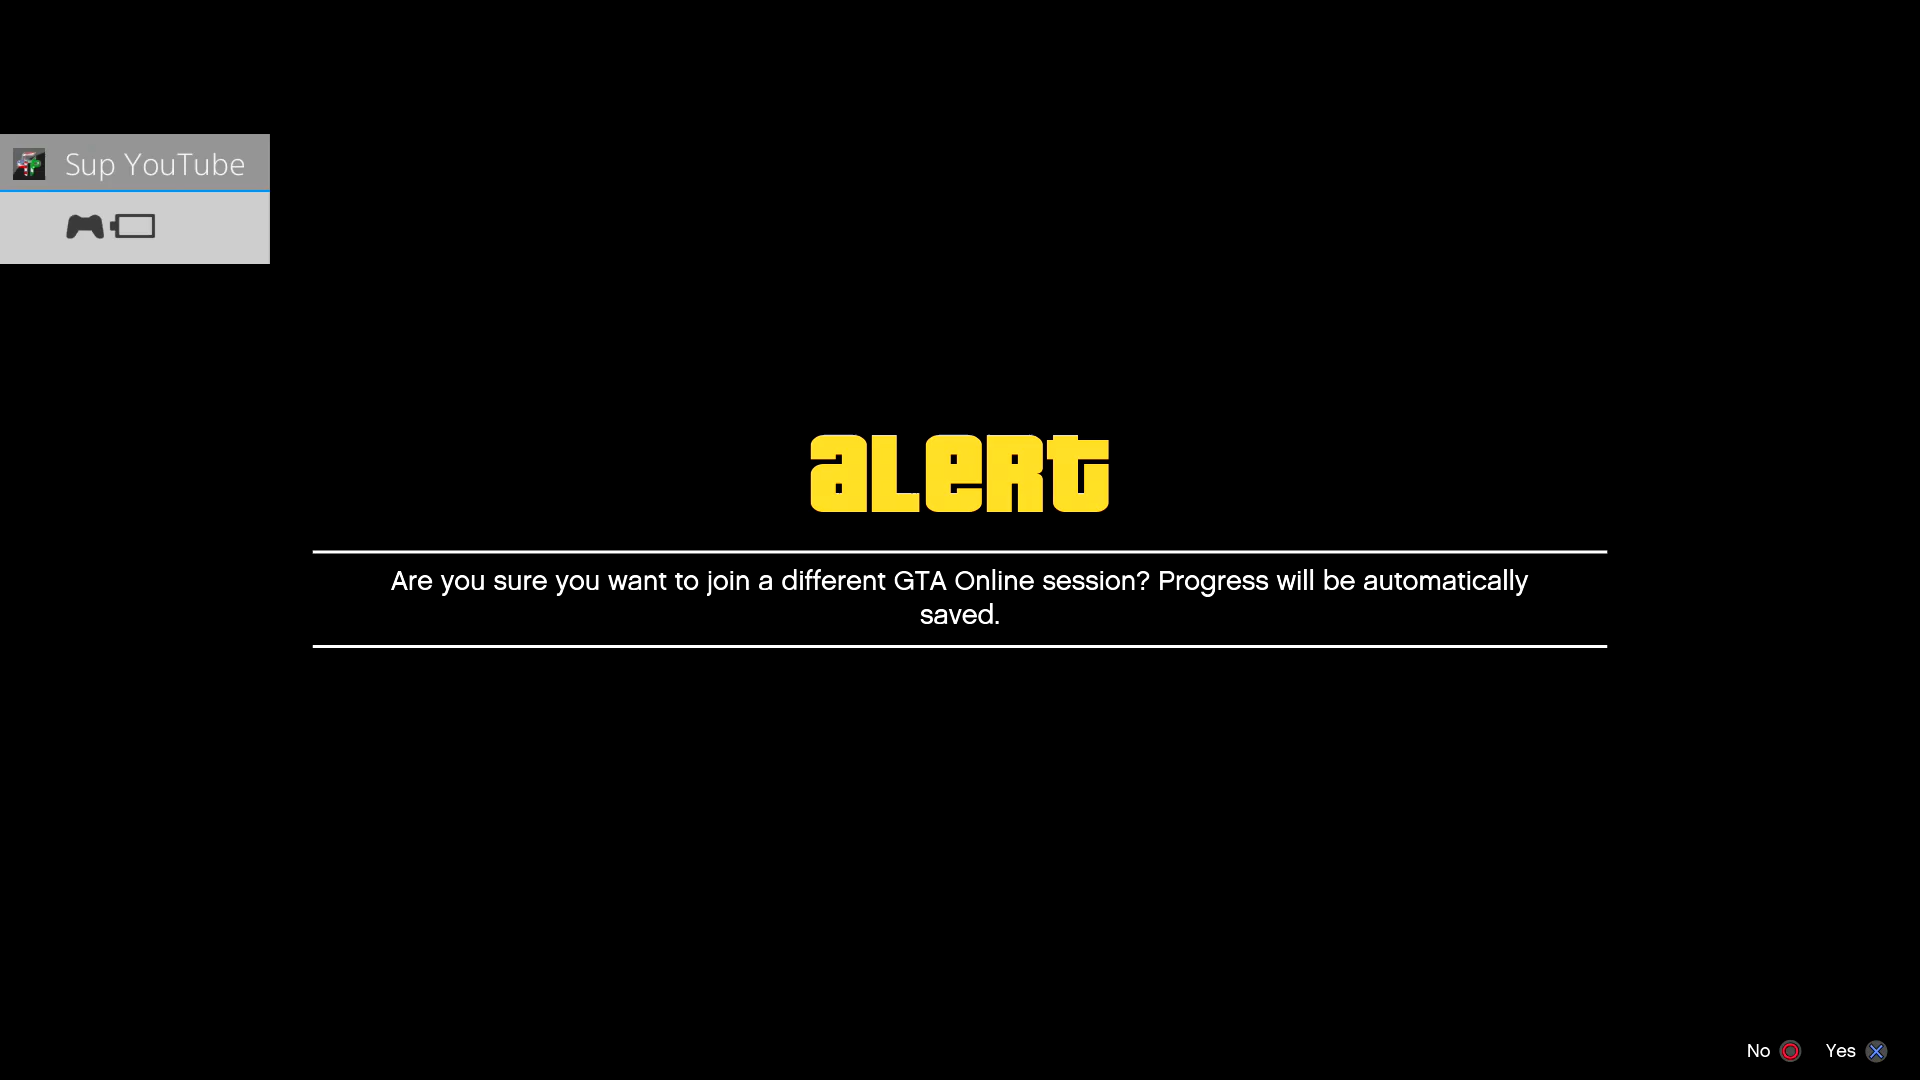 Sup YouTube
aLeRt
Are you sure you want to join a different GTA Online session? Progress will be automatically
saved.
No Yes